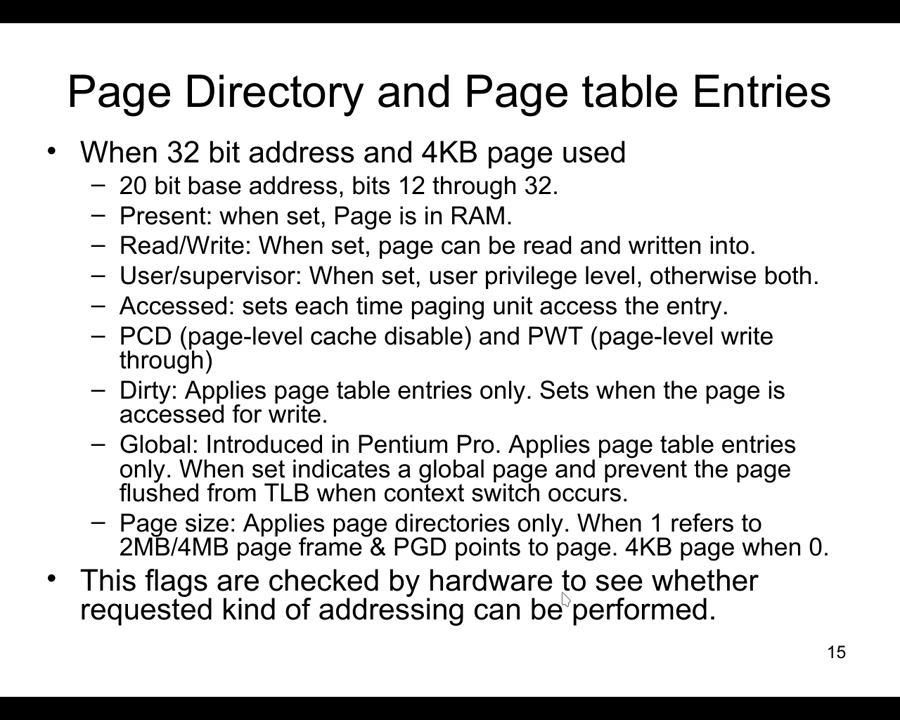 Page Directory and Page table Entries
• When 32 bit address and 4KB page used
– 20 bit base address, bits 12 through 32.
– Present: when set, Page is in RAM.
– Read/Write: When set, page can be read and written into.
– User/supervisor: When set, user privilege level, otherwise both.
– Accessed: sets each time paging unit access the entry.
– PCD (page-level cache disable) and PWT (page-level write
through)
– Dirty: Applies page table entries only. Sets when the page is
accessed for write.
– Global: Introduced in Pentium Pro. Applies page table entries
only. When set indicates a global page and prevent the page
flushed from TLB when context switch occurs.
– Page size: Applies page directories only. When 1 refers to
2MB/4MB page frame & PGD points to page. 4KB page when 0.
• This flags are checked by hardware to see whether
requested kind of addressing can be performed.
15